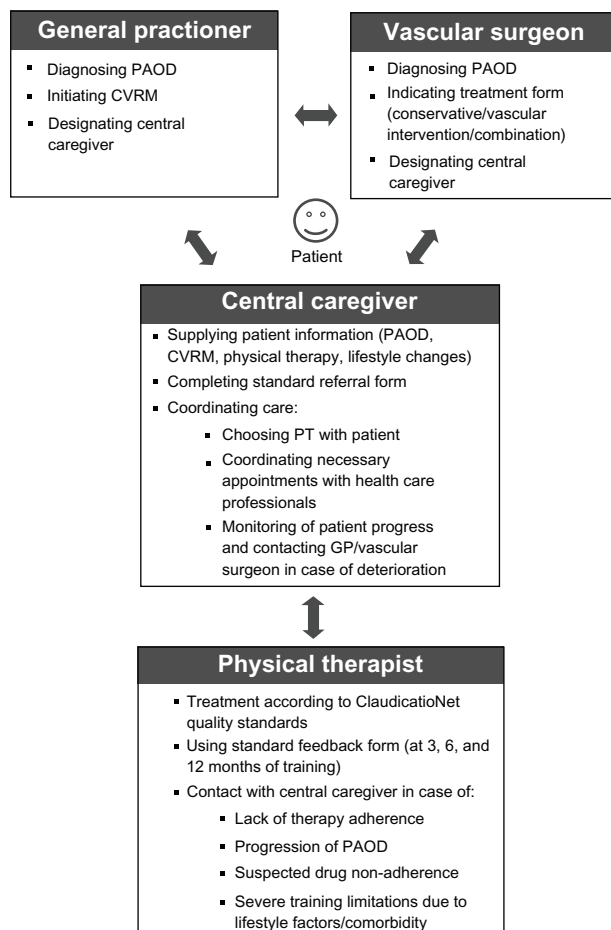 General practioner
▪ Diagnosing PAOD
▪ Initiating CVRM
▪ Designating central
caregiver
Vascular surgeon
▪ Diagnosing PAOD
▪ Indicating treatment form
(conservative/vascular
intervention/combination)
▪ Designating central
caregiver
Patient
Central caregiver
▪ Supplying patient information (PAOD,
CVRM, physical therapy, lifestyle changes)
▪ Completing standard referral form
▪ Coordinating care:
▪ Choosing PT with patient
▪ Coordinating necessary
appointments with health care
professionals
▪ Monitoring of patient progress
and contacting GP/vascular
surgeon in case of deterioration
Physical therapist
▪ Treatment according to ClaudicatioNet
quality standards
▪ Using standard feedback form (at 3, 6, and
12 months of training)
▪ Contact with central caregiver in case of:
▪ Lack of therapy adherence
▪ Progression of PAOD
▪ Suspected drug non-adherence
▪ Severe training limitations due to
lifestyle factors/comorbidity